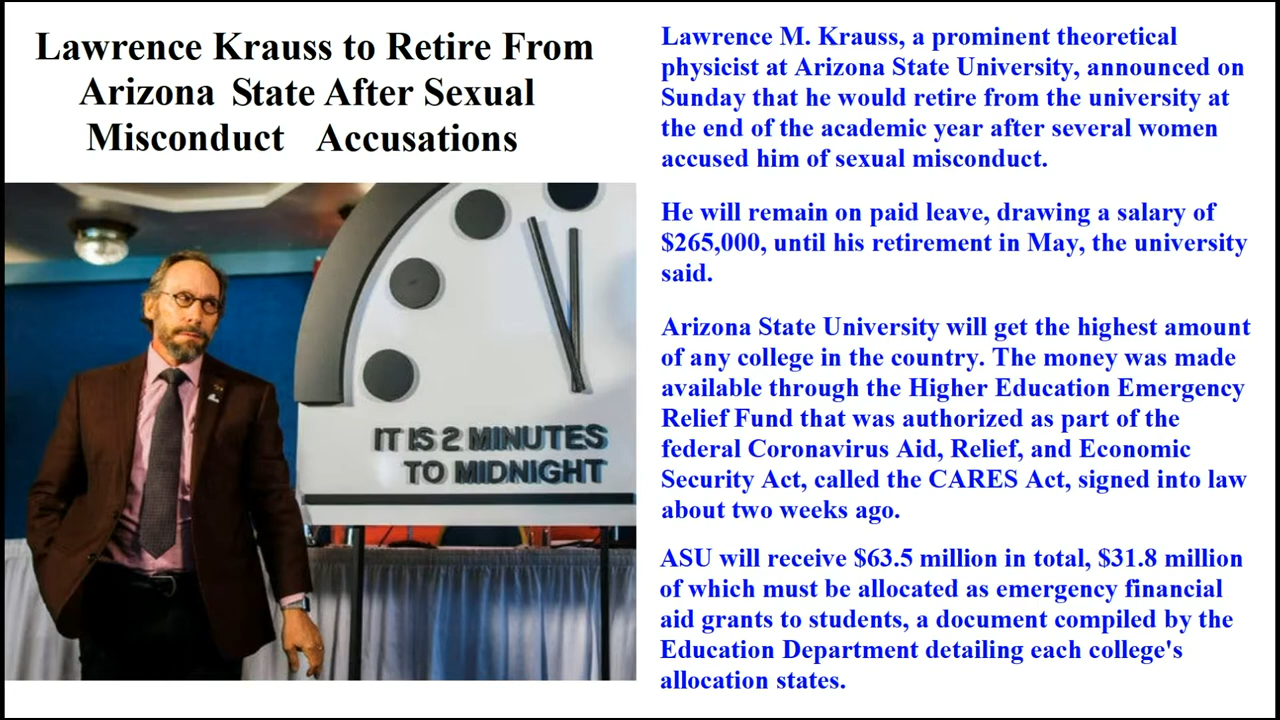 Lawrence Krauss to Retire From
Arizona State After Sexual
Misconduct Accusations
IT IS 2 MINUTES
TO MIDNIGHT
Lawrence M. Krauss, a prominent theoretical
physicist at Arizona State University, announced on
Sunday that he would retire from the university at
the end of the academic year after several women
accused him of sexual misconduct.
He will remain on paid leave, drawing a salary of
$265,000, until his retirement in May, the university
said.
Arizona State University will get the highest amount
of any college in the country. The money was made
available through the Higher Education Emergency
Relief Fund that was authorized as part of the
federal Coronavirus Aid, Relief, and Economic
Security Act, called the CARES Act, signed into law
about two weeks ago.
ASU will receive $63.5 million in total, $31.8 million
of which must be allocated as emergency financial
aid grants to students, a document compiled by the
Education Department detailing each college's
allocation states.